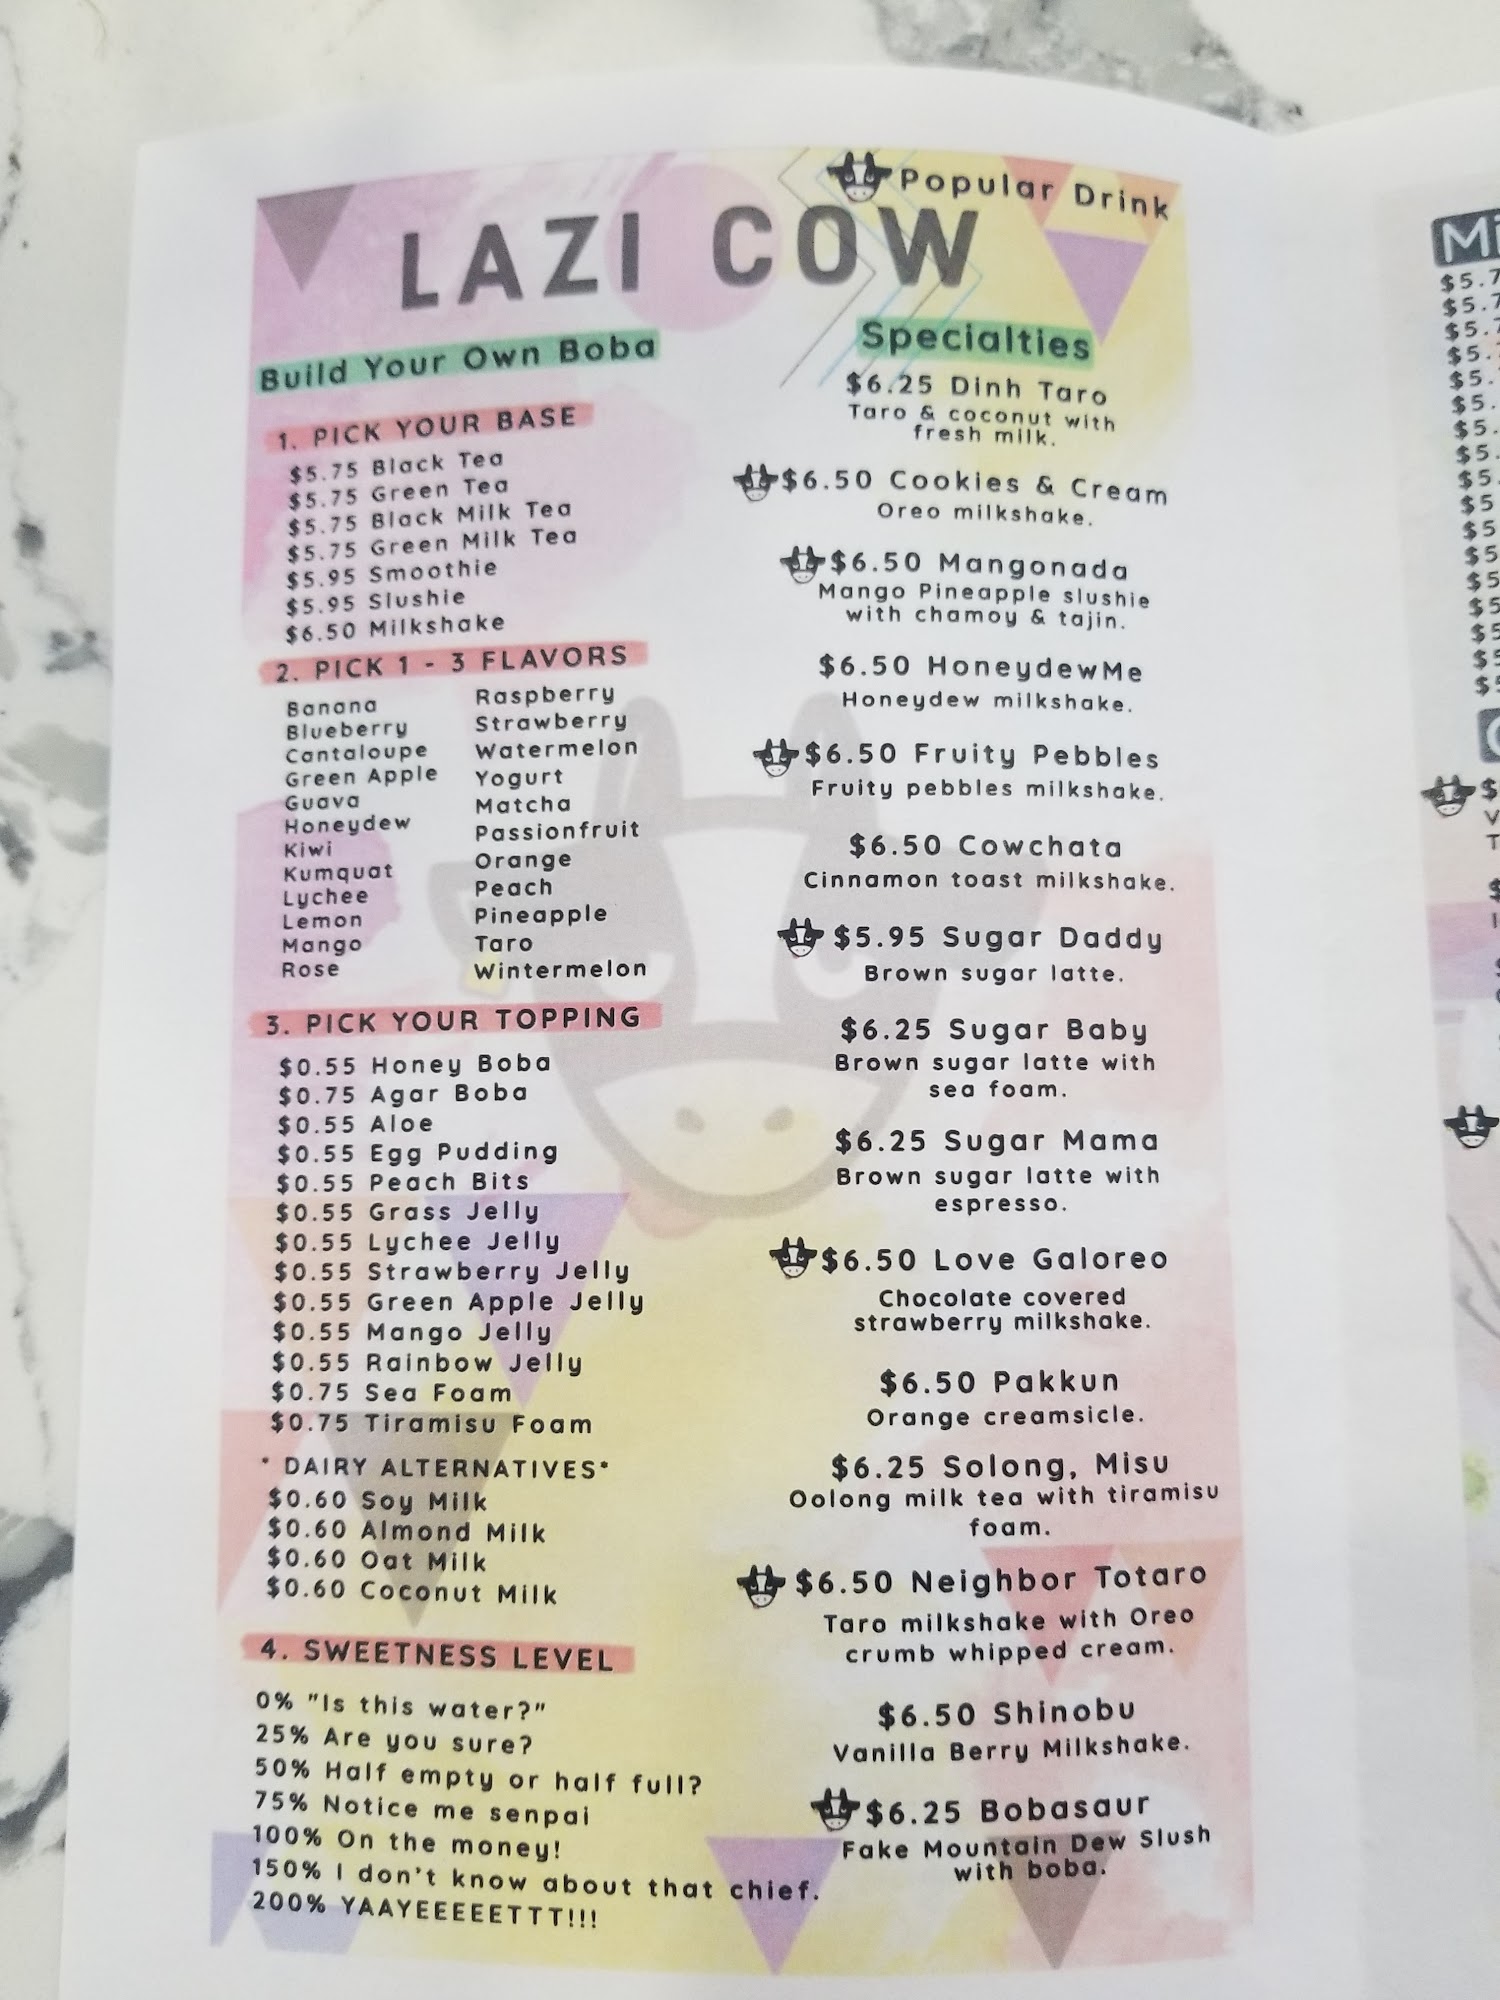 Popular Drink
LAZI COW
Build Your Own Boba
1. PICK YOUR BASE
$5.75 Black Tea
$5.75 Green Tea
$5.75 Black Milk Tea
$5.75 Green Milk Tea
$5.95 Smoothie
$5.95 Slushie
$6.50 Milkshake
2. PICK 1 - 3 FLAVORS
Banana
Blueberry
Cantaloupe
Green Apple
Guava
Honeydew
Kiwi
Kumquat
Lychee
Lemon
Mango
Rose
Raspberry
Strawberry
Watermelon
Yogurt
Matcha
Passionfruit
Orange
Peach
Pineapple
Taro
Wintermelon
3. PICK YOUR TOPPING
$0.55 Honey Boba
$0.75 Agar Boba
$0.55 Aloe
$0.55 Egg Pudding
$0.55 Peach Bits
$0.55 Grass Jelly
$0.55 Lychee Jelly
$0.55 Strawberry Jelly
$0.55 Green Apple Jelly
$0.55 Mango Jelly
$0.55 Rainbow Jelly
$0.75 Sea Foam
$0.75 Tiramisu Foam
* DAIRY ALTERNATIVES*
$0.60 Soy Milk
$0.60 Almond Milk
$0.60 Oat Milk
$0.60 Coconut Milk
4. SWEETNESS LEVEL
0% "Is this water?"
25% Are you sure?
50% Half empty or half full?
75% Notice me senpai
100% On the money!
150% I don't know about that chief.
200% YAAYEEEEEETTT!!!
Specialties
$6.25 Dinh Taro
Taro & coconut with
fresh milk.
$6.50 Cookies & Cream
Oreo milkshake.
$6.50 Mangonada
Mango Pineapple slushie
with chamoy & tajin.
$6.50 HoneydewMe
Honeydew milkshake.
$6.50 Fruity Pebbles
Fruity pebbles milkshake.
$6.50 Cowchata
Cinnamon toast milkshake.
$5.95 Sugar Daddy
Brown sugar latte.
$6.25 Sugar Baby
Brown sugar latte with
sea foam.
$6.25 Sugar Mama
Brown sugar latte with
espresso.
$6.50 Love Galoreo
Chocolate covered
strawberry milkshake.
$6.50 Pakkun
Orange creamsicle.
$6.25 Solong, Misu
Oolong milk tea with tiramisu
foam.
$6.50 Neighbor Totaro
Taro milkshake with Oreo
crumb whipped cream.
$6.50 Shinobu
Vanilla Berry Milkshake.
$6.25 Bobasaur
Fake Mountain Dew Slush
with boba.